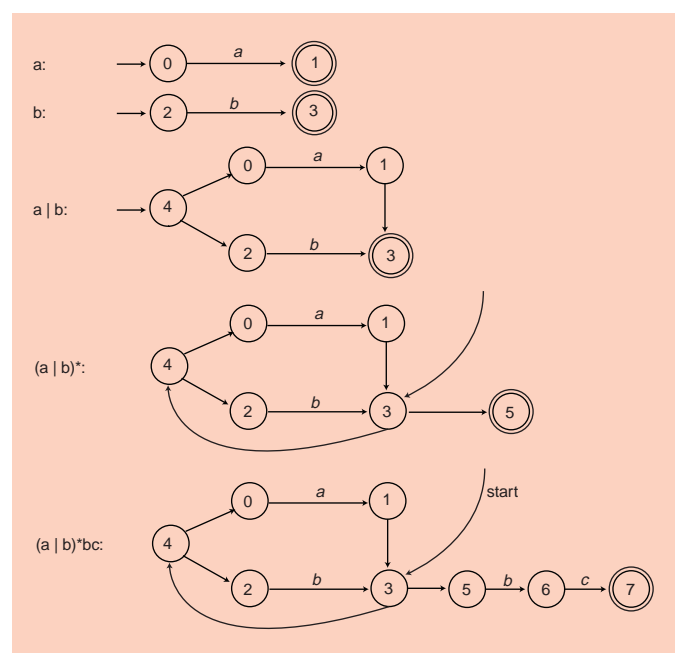 a: 0 a 1
b: 2 b 3
0 a 1
a | b: 4
2 b 3
0 a 1
(a | b)*: 4
2 b 3 5
0 a 1 start
(a | b)*bc: 4
2 b 3 5 b 6 c 7